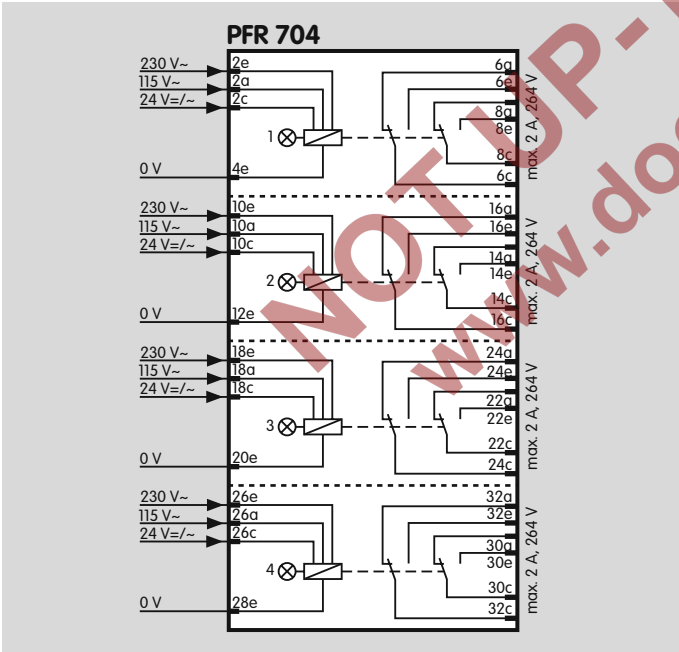 PFR 704
230 V~
115 V~
24 V=/~
0 V
2e
2a
2c
4e
1
6a
6e
8a
8e
8c
6c
max. 2 A, 264 V
230 V~
115 V~
24 V=/~
0 V
10e
10a
10c
12e
2
16a
16e
14a
14e
14c
16c
max. 2 A, 264 V
230 V~
115 V~
24 V=/~
0 V
18e
18a
18c
20e
3
24a
24e
22a
22e
22c
24c
max. 2 A, 264 V
230 V~
115 V~
24 V=/~
0 V
26e
26a
26c
28e
4
32a
32e
30a
30e
30c
32c
max. 2 A, 264 V
NOT UP-
www.doc